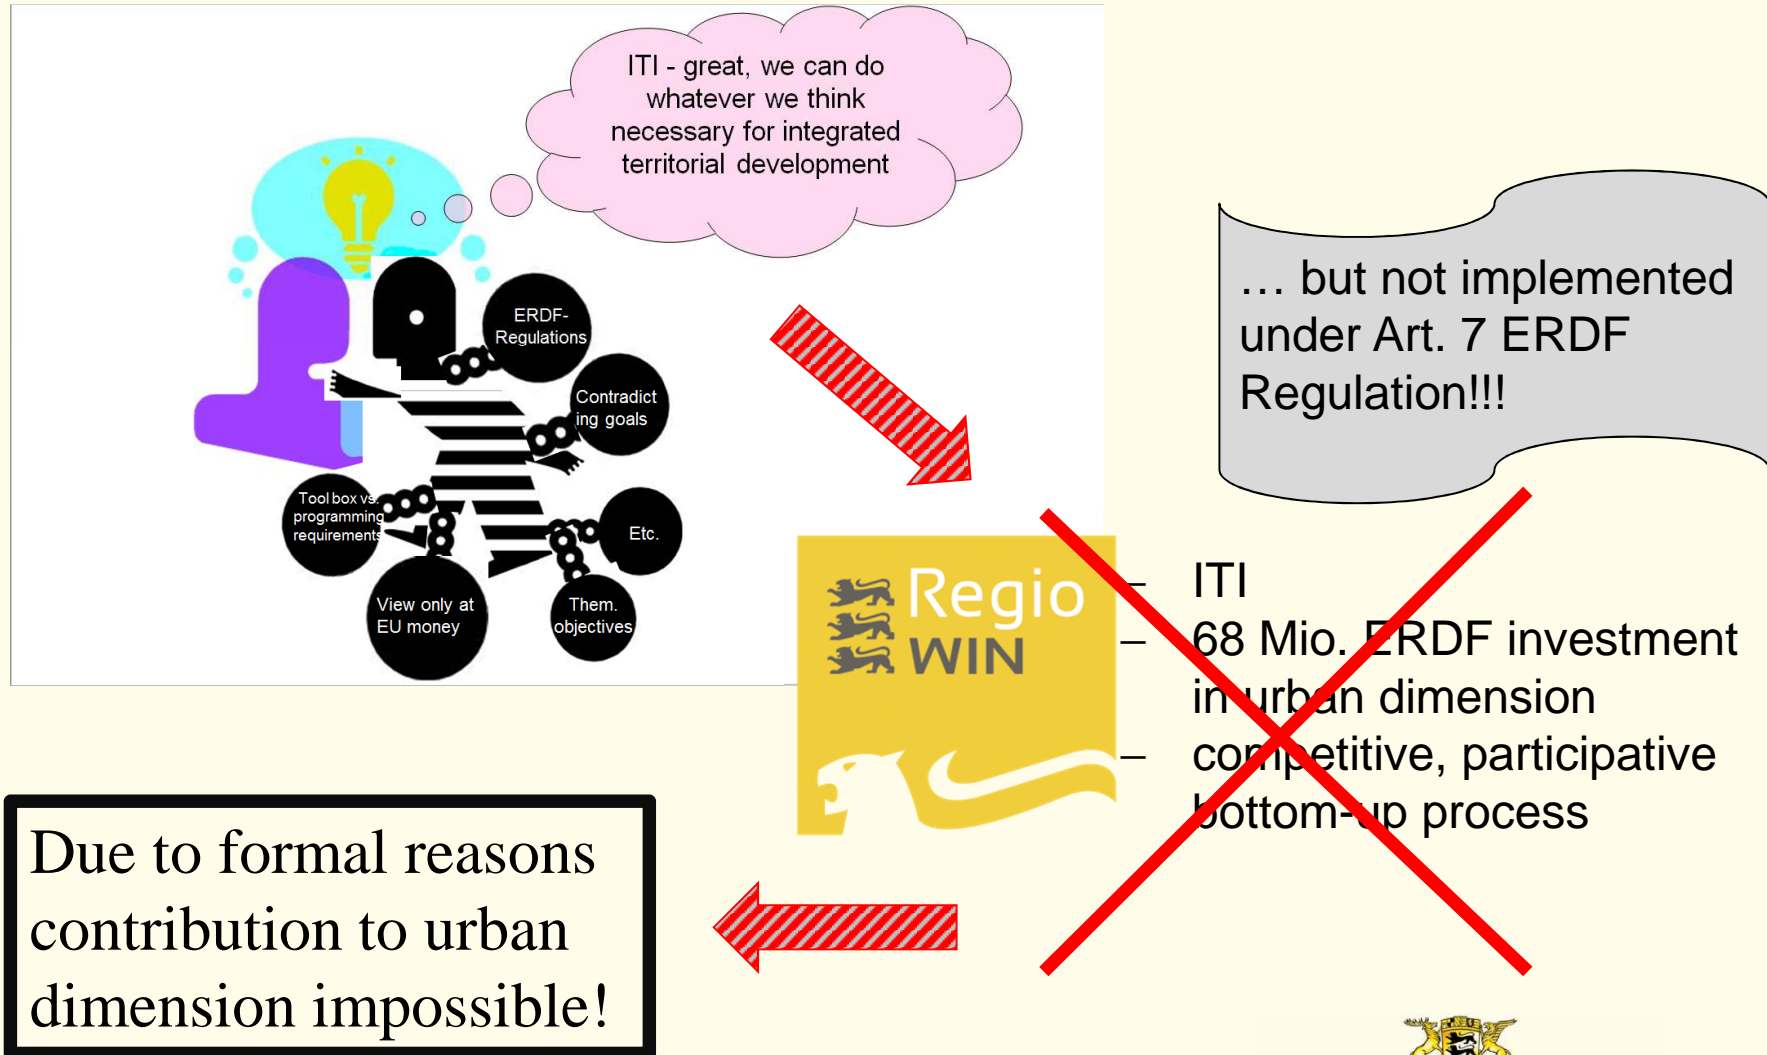 ITI - great, we can do
whatever we think
necessary for integrated
territorial development
ERDF-
Regulations
Contradict
ing goals
Tool box vs.
programming
requirements
Etc.
View only at
EU money
Them.
objectives
… but not implemented
under Art. 7 ERDF
Regulation!!!
Regio
WIN
– ITI
– 68 Mio. ERDF investment
in urban dimension
– competitive, participative
bottom-up process
Due to formal reasons
contribution to urban
dimension impossible!